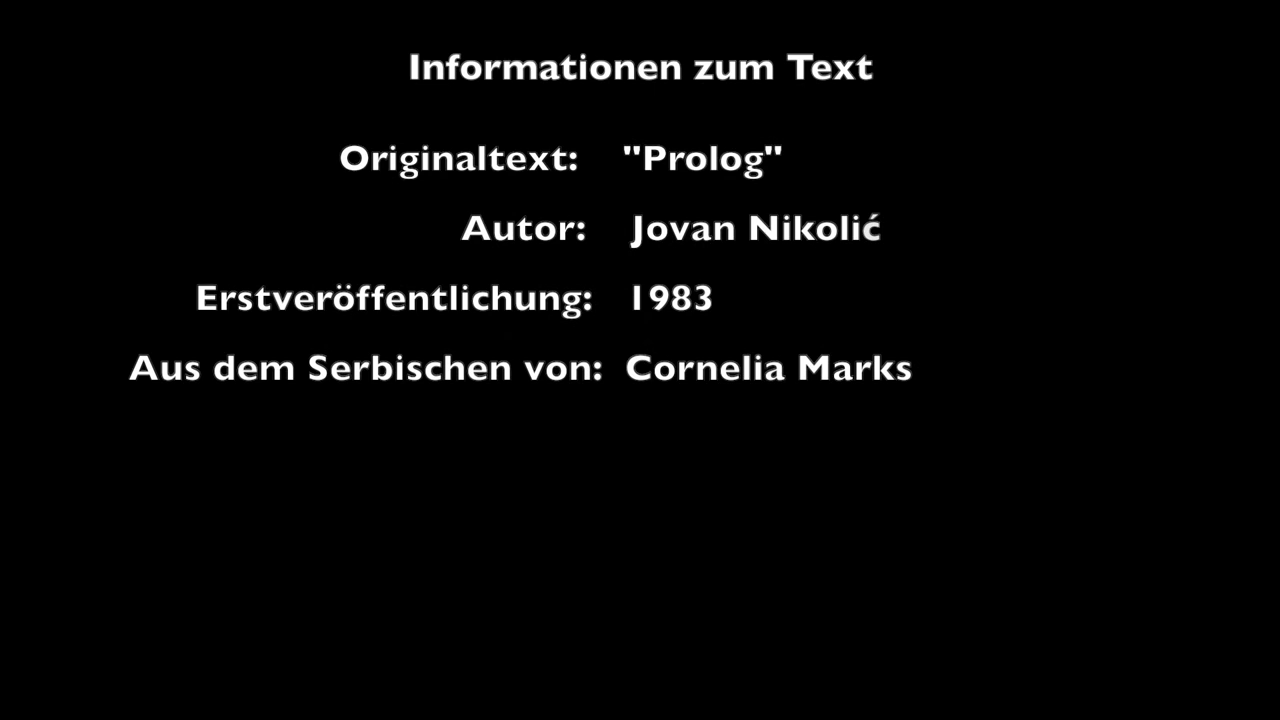 Informationen zum Text
Originaltext: "Prolog"
Autor: Jovan Nikolić
Erstveröffentlichung: 1983
Aus dem Serbischen von: Cornelia Marks